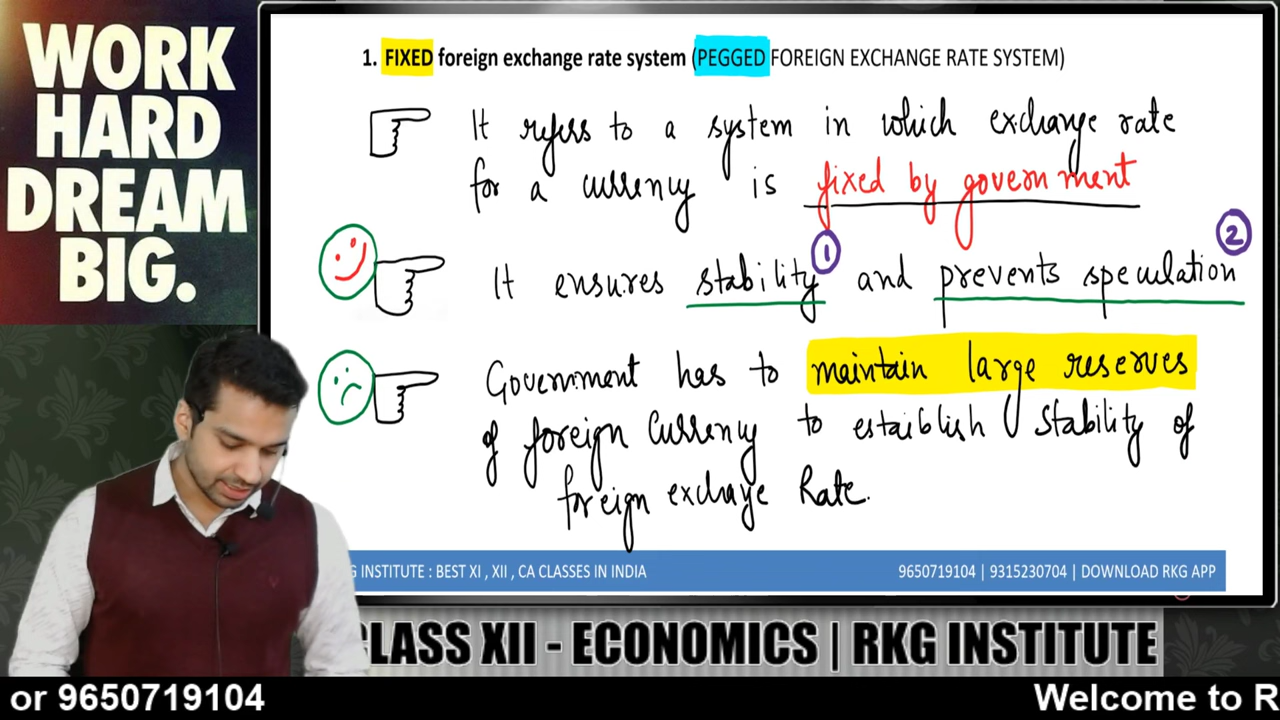 WORK
HARD
DREAM
BIG.
1. FIXED foreign exchange rate system (PEGGED FOREIGN EXCHANGE RATE SYSTEM)
It refers to a system in which exchange rate
for a currency is fixed by government
1
2
It ensures stability and prevents speculation
Government has to maintain large reserves
of foreign Currency to establish stability of
foreign exchange Rate.
G INSTITUTE : BEST XI , XII , CA CLASSES IN INDIA
9650719104 | 9315230704 | DOWNLOAD RKG APP
CLASS XII - ECONOMICS | RKG INSTITUTE
or 9650719104
Welcome to R